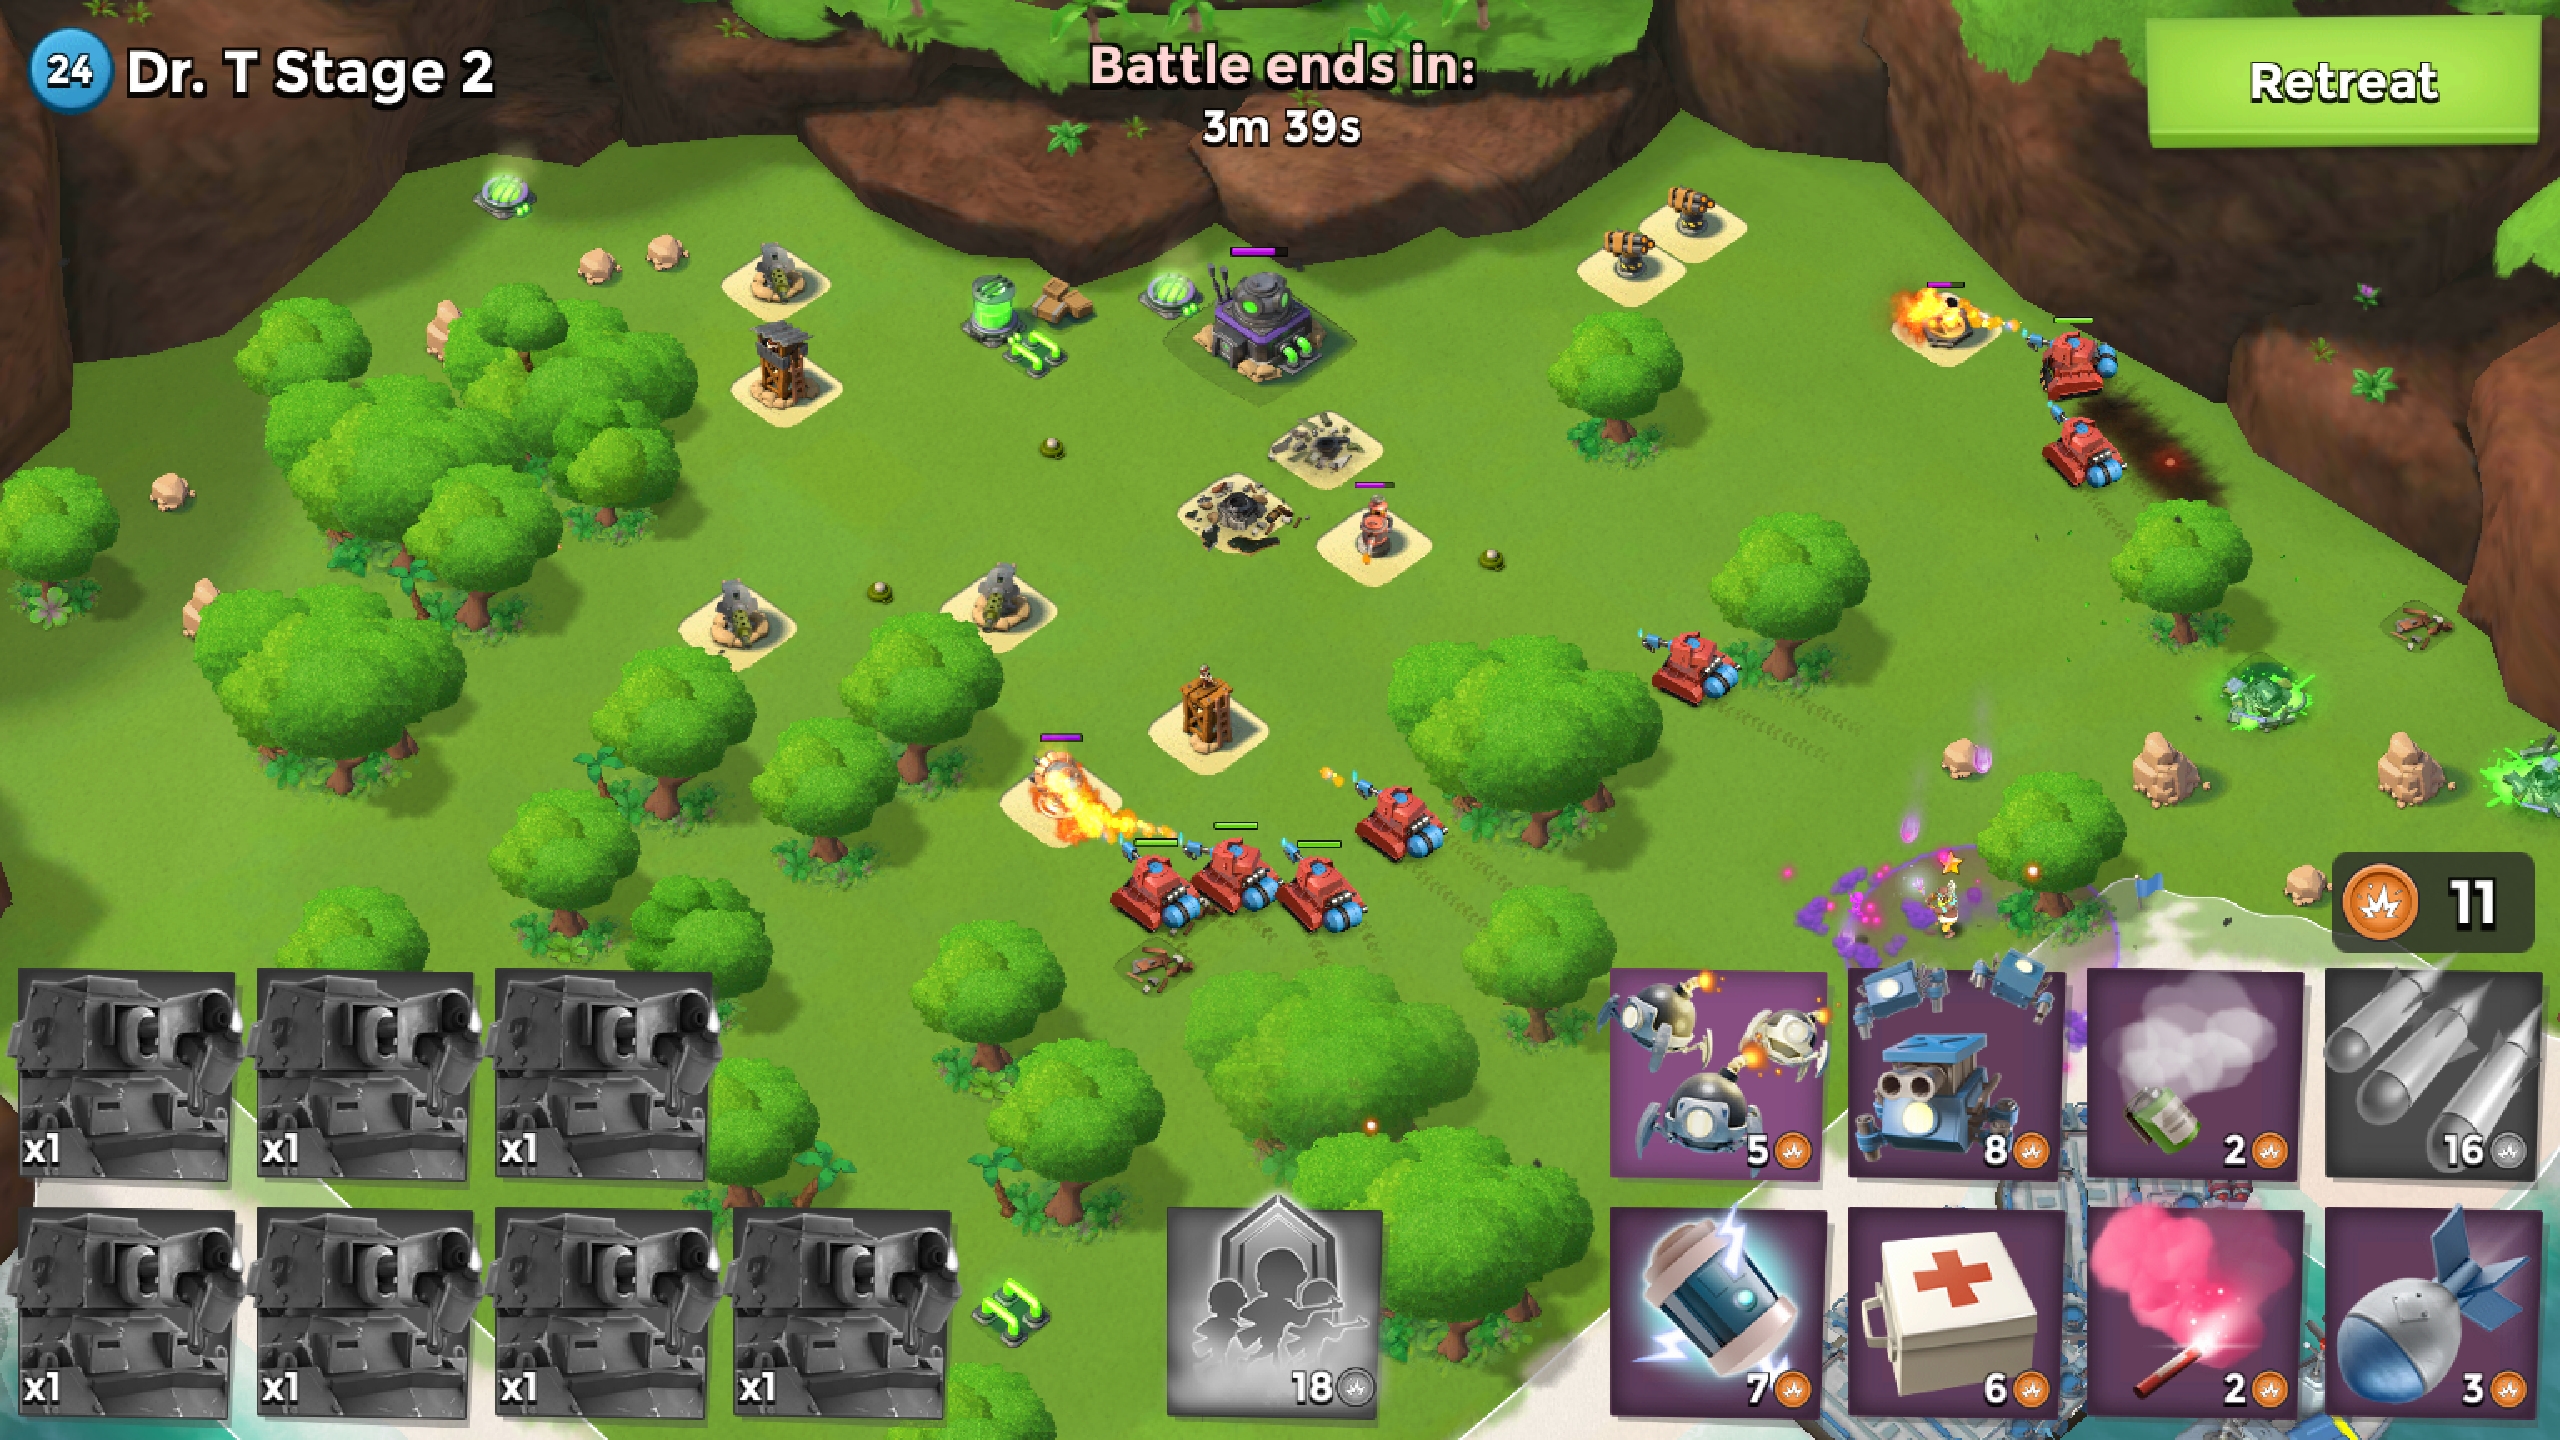 24 Dr. T Stage 2
Battle ends in:
3m 39s
Retreat
11
x1 x1 x1
5 8 2 16
x1 x1 x1 x1
18
7 6 2 3